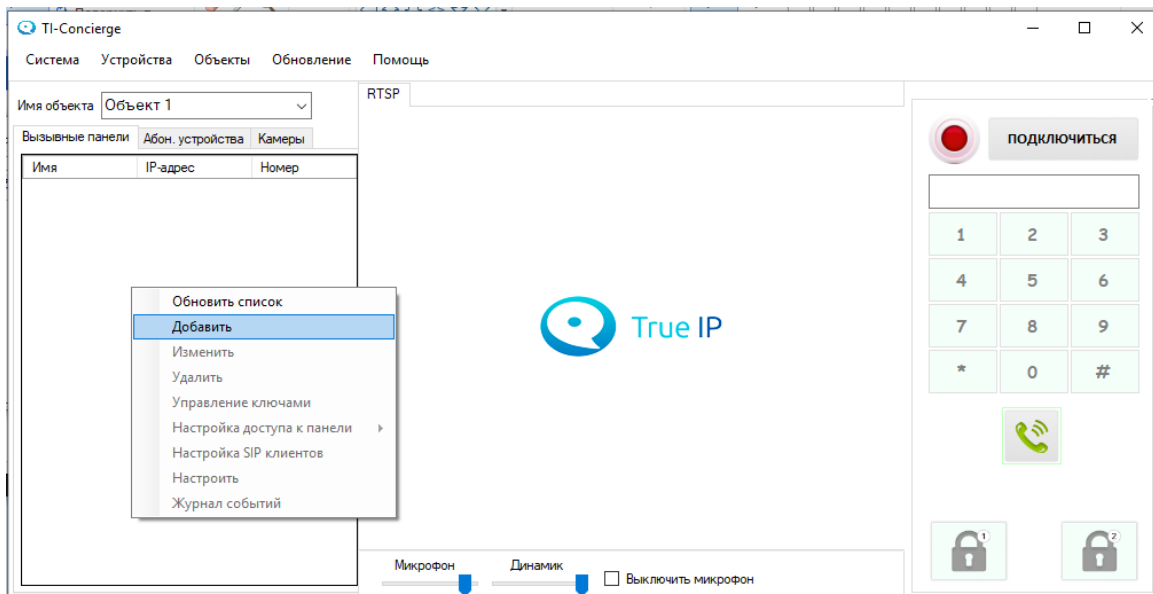 TI-Concierge
Система Устройства Объекты Обновление Помощь
Имя объекта Объект 1
RTSP
Вызывные панели Абон. устройства Камеры
Имя IP-адрес Номер
ПОДКЛЮЧИТЬСЯ
1 2 3
4 5 6
7 8 9
* 0 #
Обновить список
Добавить
Изменить
Удалить
Управление ключами
Настройка доступа к панели
Настройка SIP клиентов
Настроить
Журнал событий
True IP
1 2
Микрофон Динамик Выключить микрофон